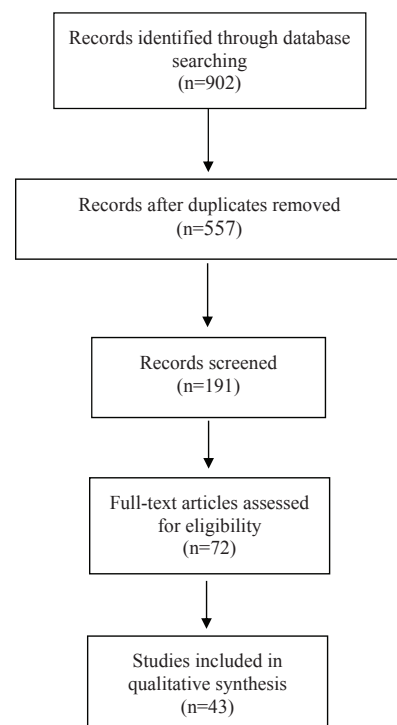 Records identified through database
searching
(n=902)
Records after duplicates removed
(n=557)
Records screened
(n=191)
Full-text articles assessed
for eligibility
(n=72)
Studies included in
qualitative synthesis
(n=43)